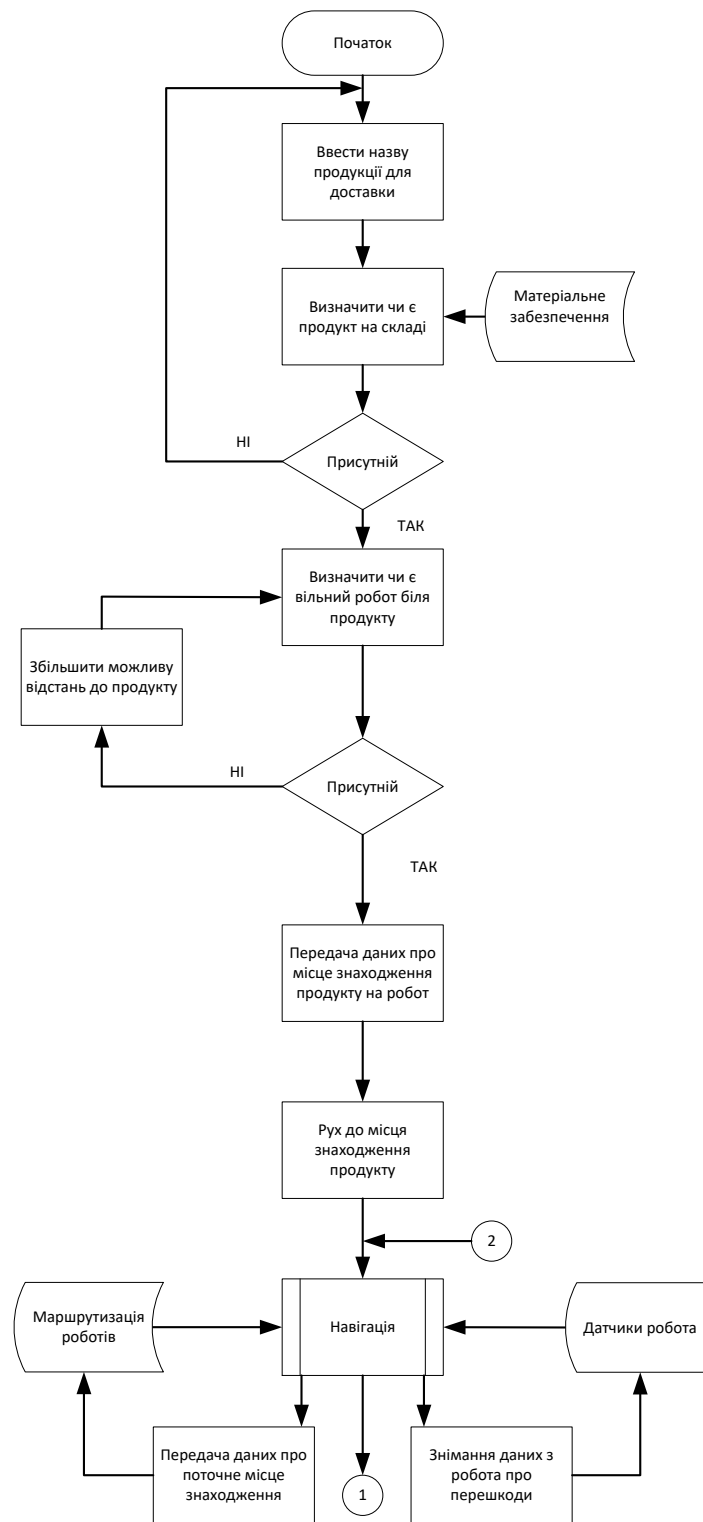 Початок
Ввести назву
продукції для
доставки
Визначити чи є
продукт на складі
Матеріальне
забезпечення
НІ
Присутній
ТАК
Визначити чи є
вільний робот біля
продукту
Збільшити можливу
відстань до продукту
НІ
Присутній
ТАК
Передача даних про
місце знаходження
продукту на робот
Рух до місця
знаходження
продукту
2
Маршрутизація
роботів
Навігація
Датчики робота
Передача даних про
поточне місце
знаходження
1
Знімання даних з
робота про
перешкоди